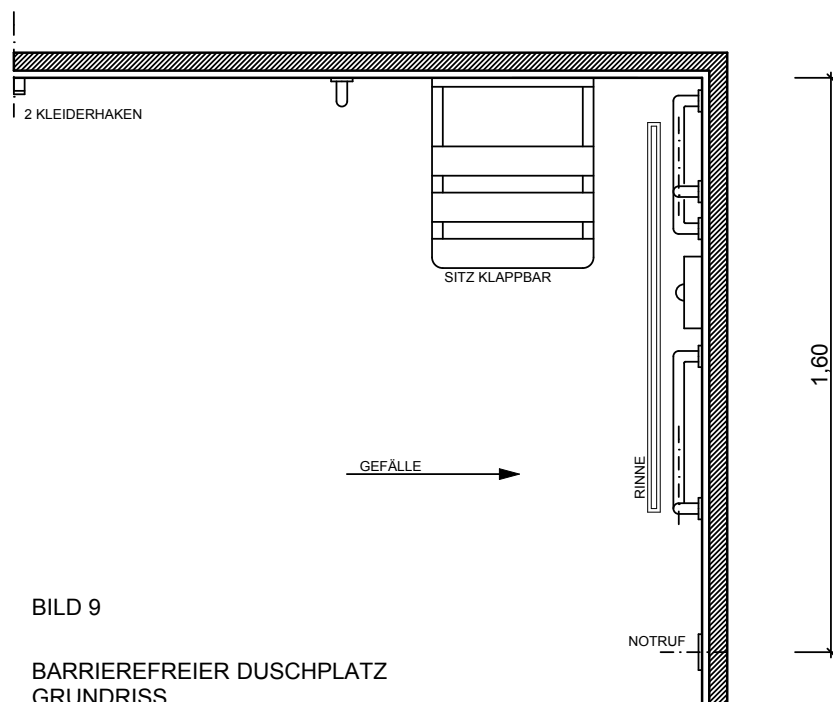 2 KLEIDERHAKEN
SITZ KLAPPBAR
1,60
GEFÄLLE
RINNE
BILD 9
NOTRUF
BARRIEREFREIER DUSCHPLATZ
GRUNDRISS